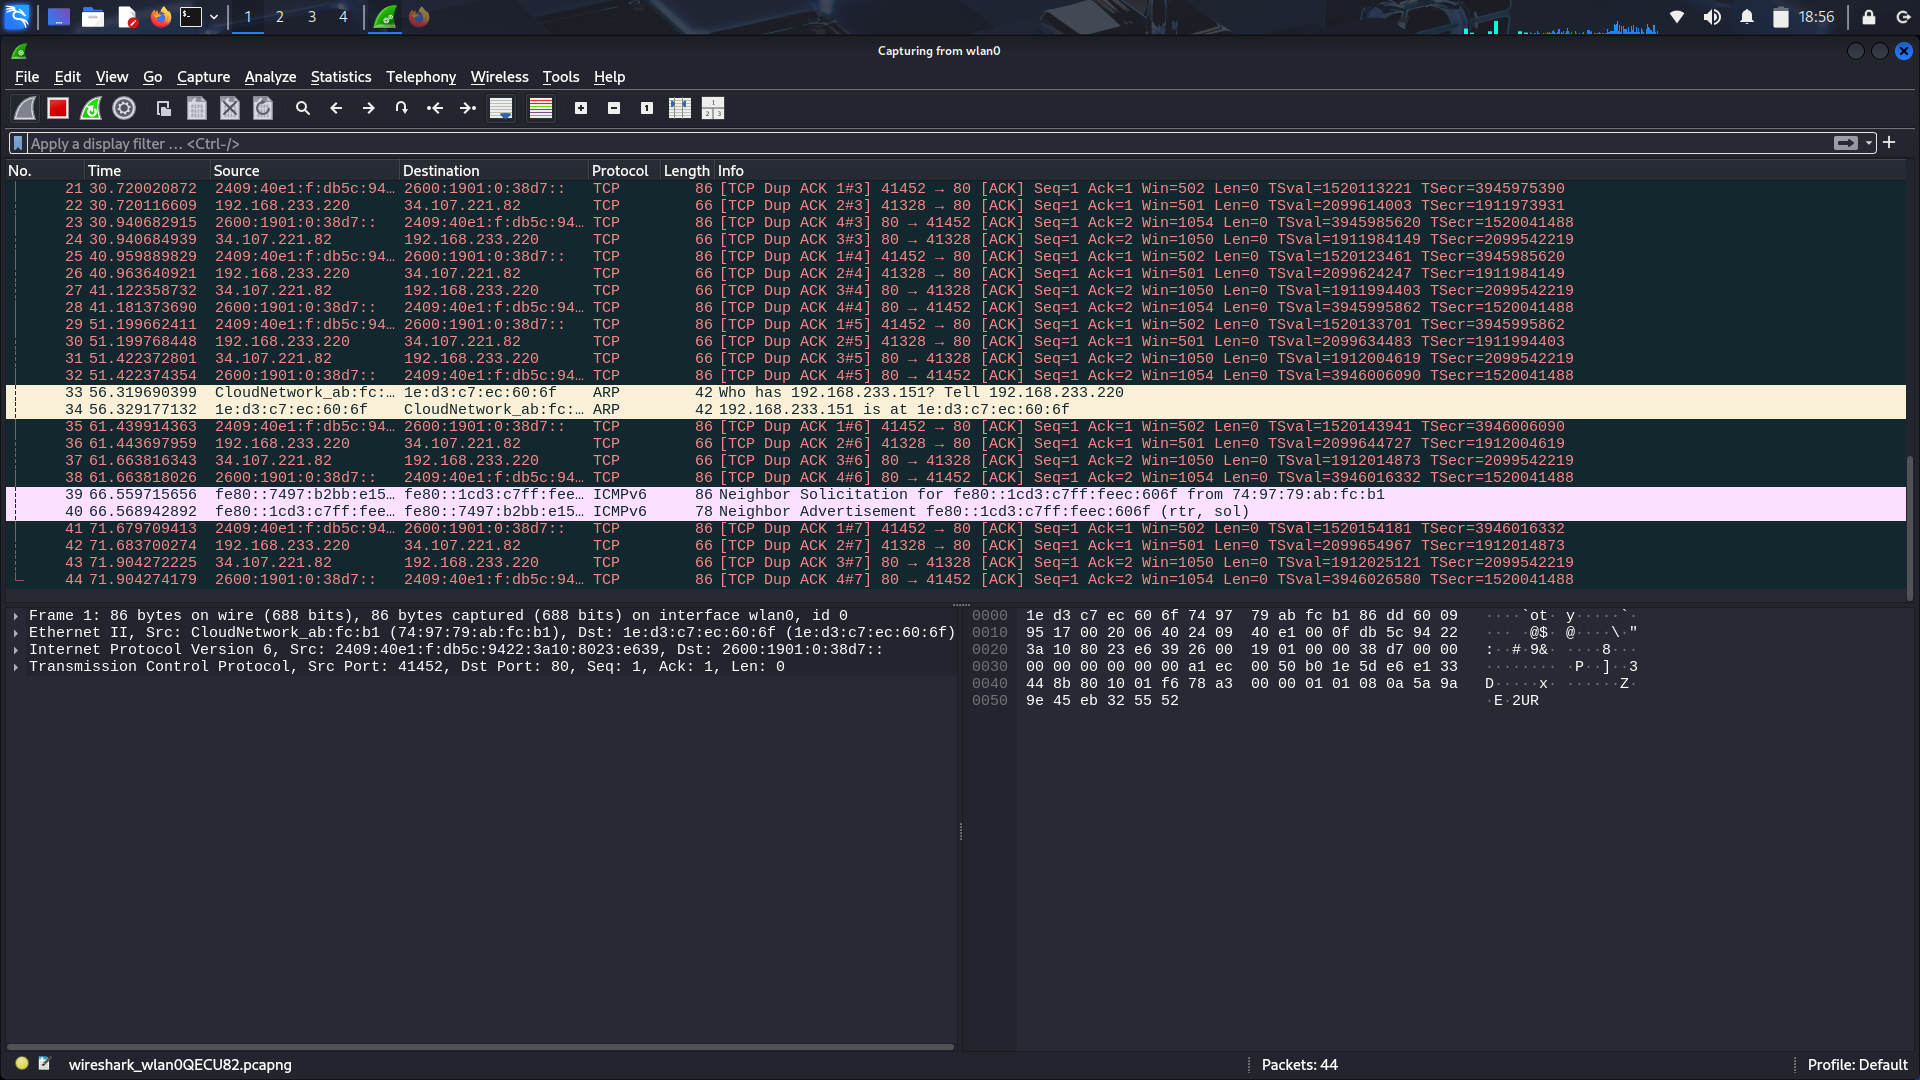 1 2 3 4 18:56
Capturing from wlan0
File Edit View Go Capture Analyze Statistics Telephony Wireless Tools Help
Apply a display filter … <Ctrl-/>
No. Time Source Destination Protocol Length Info
21 30.720020872 2409:40e1:f:db5c:94… 2600:1901:0:38d7:: TCP 86 [TCP Dup ACK 1#3] 41452 → 80 [ACK] Seq=1 Ack=1 Win=502 Len=0 TSval=1520113221 TSecr=3945975390
22 30.720116609 192.168.233.220 34.107.221.82 TCP 66 [TCP Dup ACK 2#3] 41328 → 80 [ACK] Seq=1 Ack=1 Win=501 Len=0 TSval=2099614003 TSecr=1911973931
23 30.940682915 2600:1901:0:38d7:: 2409:40e1:f:db5c:94… TCP 86 [TCP Dup ACK 4#3] 80 → 41452 [ACK] Seq=1 Ack=2 Win=1054 Len=0 TSval=3945985620 TSecr=1520041488
24 30.940684939 34.107.221.82 192.168.233.220 TCP 66 [TCP Dup ACK 3#3] 80 → 41328 [ACK] Seq=1 Ack=2 Win=1050 Len=0 TSval=1911984149 TSecr=2099542219
25 40.959889829 2409:40e1:f:db5c:94… 2600:1901:0:38d7:: TCP 86 [TCP Dup ACK 1#4] 41452 → 80 [ACK] Seq=1 Ack=1 Win=502 Len=0 TSval=1520123461 TSecr=3945985620
26 40.963640921 192.168.233.220 34.107.221.82 TCP 66 [TCP Dup ACK 2#4] 41328 → 80 [ACK] Seq=1 Ack=1 Win=501 Len=0 TSval=2099624247 TSecr=1911984149
27 41.122358732 34.107.221.82 192.168.233.220 TCP 66 [TCP Dup ACK 3#4] 80 → 41328 [ACK] Seq=1 Ack=2 Win=1050 Len=0 TSval=1911994403 TSecr=2099542219
28 41.181373690 2600:1901:0:38d7:: 2409:40e1:f:db5c:94… TCP 86 [TCP Dup ACK 4#4] 80 → 41452 [ACK] Seq=1 Ack=2 Win=1054 Len=0 TSval=3945995862 TSecr=1520041488
29 51.199662411 2409:40e1:f:db5c:94… 2600:1901:0:38d7:: TCP 86 [TCP Dup ACK 1#5] 41452 → 80 [ACK] Seq=1 Ack=1 Win=502 Len=0 TSval=1520133701 TSecr=3945995862
30 51.199768448 192.168.233.220 34.107.221.82 TCP 66 [TCP Dup ACK 2#5] 41328 → 80 [ACK] Seq=1 Ack=1 Win=501 Len=0 TSval=2099634483 TSecr=1911994403
31 51.422372801 34.107.221.82 192.168.233.220 TCP 66 [TCP Dup ACK 3#5] 80 → 41328 [ACK] Seq=1 Ack=2 Win=1050 Len=0 TSval=1912004619 TSecr=2099542219
32 51.422374354 2600:1901:0:38d7:: 2409:40e1:f:db5c:94… TCP 86 [TCP Dup ACK 4#5] 80 → 41452 [ACK] Seq=1 Ack=2 Win=1054 Len=0 TSval=3946006090 TSecr=1520041488
33 56.319690399 CloudNetwork_ab:fc:… 1e:d3:c7:ec:60:6f ARP 42 Who has 192.168.233.151? Tell 192.168.233.220
34 56.329177132 1e:d3:c7:ec:60:6f CloudNetwork_ab:fc:… ARP 42 192.168.233.151 is at 1e:d3:c7:ec:60:6f
35 61.439914363 2409:40e1:f:db5c:94… 2600:1901:0:38d7:: TCP 86 [TCP Dup ACK 1#6] 41452 → 80 [ACK] Seq=1 Ack=1 Win=502 Len=0 TSval=1520143941 TSecr=3946006090
36 61.443697959 192.168.233.220 34.107.221.82 TCP 66 [TCP Dup ACK 2#6] 41328 → 80 [ACK] Seq=1 Ack=1 Win=501 Len=0 TSval=2099644727 TSecr=1912004619
37 61.663816343 34.107.221.82 192.168.233.220 TCP 66 [TCP Dup ACK 3#6] 80 → 41328 [ACK] Seq=1 Ack=2 Win=1050 Len=0 TSval=1912014873 TSecr=2099542219
38 61.663818026 2600:1901:0:38d7:: 2409:40e1:f:db5c:94… TCP 86 [TCP Dup ACK 4#6] 80 → 41452 [ACK] Seq=1 Ack=2 Win=1054 Len=0 TSval=3946016332 TSecr=1520041488
39 66.559715656 fe80::7497:b2bb:e15… fe80::1cd3:c7ff:fee… ICMPv6 86 Neighbor Solicitation for fe80::1cd3:c7ff:feec:606f from 74:97:79:ab:fc:b1
40 66.568942892 fe80::1cd3:c7ff:fee… fe80::7497:b2bb:e15… ICMPv6 78 Neighbor Advertisement fe80::1cd3:c7ff:feec:606f (rtr, sol)
41 71.679709413 2409:40e1:f:db5c:94… 2600:1901:0:38d7:: TCP 86 [TCP Dup ACK 1#7] 41452 → 80 [ACK] Seq=1 Ack=1 Win=502 Len=0 TSval=1520154181 TSecr=3946016332
42 71.683700274 192.168.233.220 34.107.221.82 TCP 66 [TCP Dup ACK 2#7] 41328 → 80 [ACK] Seq=1 Ack=1 Win=501 Len=0 TSval=2099654967 TSecr=1912014873
43 71.904272225 34.107.221.82 192.168.233.220 TCP 66 [TCP Dup ACK 3#7] 80 → 41328 [ACK] Seq=1 Ack=2 Win=1050 Len=0 TSval=1912025121 TSecr=2099542219
44 71.904274179 2600:1901:0:38d7:: 2409:40e1:f:db5c:94… TCP 86 [TCP Dup ACK 4#7] 80 → 41452 [ACK] Seq=1 Ack=2 Win=1054 Len=0 TSval=3946026580 TSecr=1520041488
Frame 1: 86 bytes on wire (688 bits), 86 bytes captured (688 bits) on interface wlan0, id 0
Ethernet II, Src: CloudNetwork_ab:fc:b1 (74:97:79:ab:fc:b1), Dst: 1e:d3:c7:ec:60:6f (1e:d3:c7:ec:60:6f)
Internet Protocol Version 6, Src: 2409:40e1:f:db5c:9422:3a10:8023:e639, Dst: 2600:1901:0:38d7::
Transmission Control Protocol, Src Port: 41452, Dst Port: 80, Seq: 1, Ack: 1, Len: 0
0000 1e d3 c7 ec 60 6f 74 97 79 ab fc b1 86 dd 60 09 ····`ot· y·····`·
0010 95 17 00 20 06 40 24 09 40 e1 00 0f db 5c 94 22 ··· ·@$· @····\·"
0020 3a 10 80 23 e6 39 26 00 19 01 00 00 38 d7 00 00 :··#·9&· ····8···
0030 00 00 00 00 00 00 a1 ec 00 50 b0 1e 5d e6 e1 33 ········ ·P··]··3
0040 44 8b 80 10 01 f6 78 a3 00 00 01 01 08 0a 5a 9a D·····x· ······Z·
0050 9e 45 eb 32 55 52 ·E·2UR
wireshark_wlan0QECU82.pcapng Packets: 44 Profile: Default